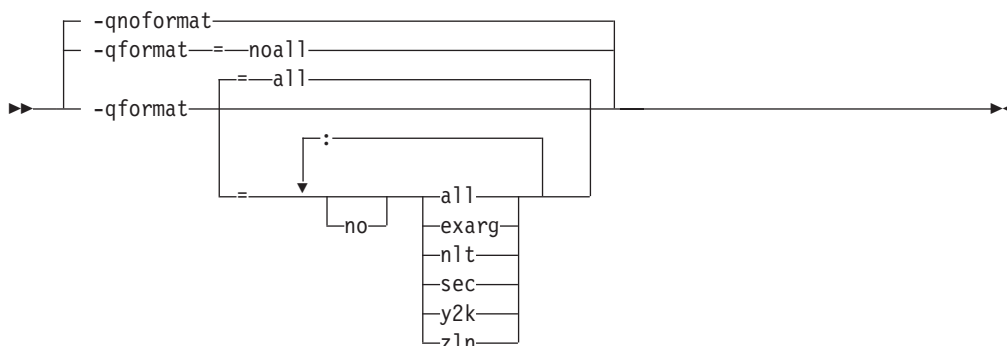 -qnoformat
-qformat = noall
= all
-qformat
:
= all
no exarg
nlt
sec
y2k
zln